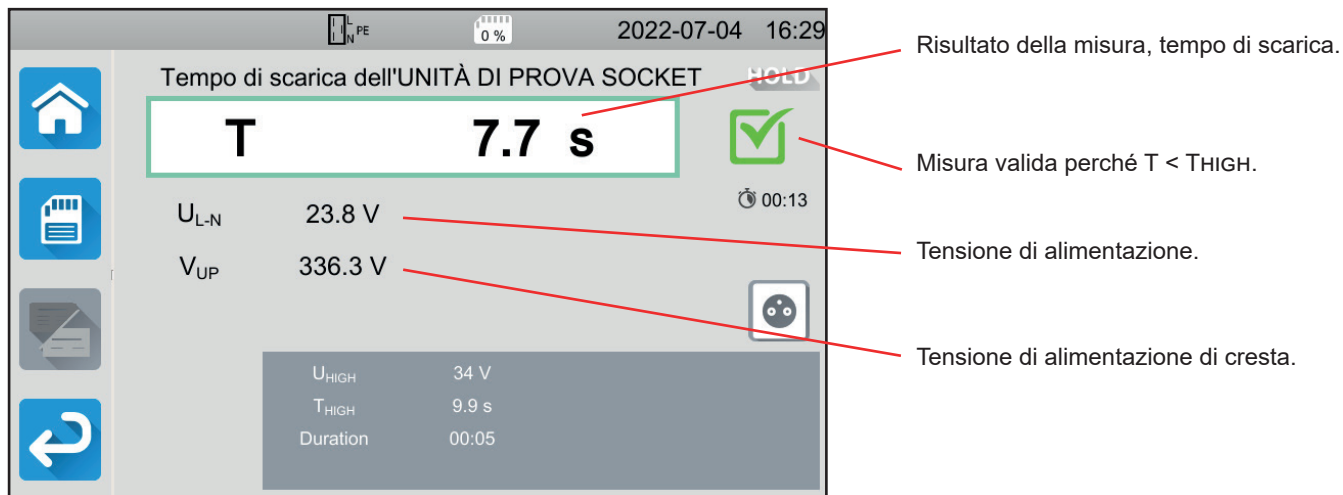 L
N PE
0 %
2022-07-04 16:29
Tempo di scarica dell'UNITÀ DI PROVA SOCKET
HOLD
T 7.7 s
00:13
UL-N 23.8 V
VUP 336.3 V
UHIGH 34 V
THIGH 9.9 s
Duration 00:05
Risultato della misura, tempo di scarica.
Misura valida perché T < THIGH.
Tensione di alimentazione.
Tensione di alimentazione di cresta.